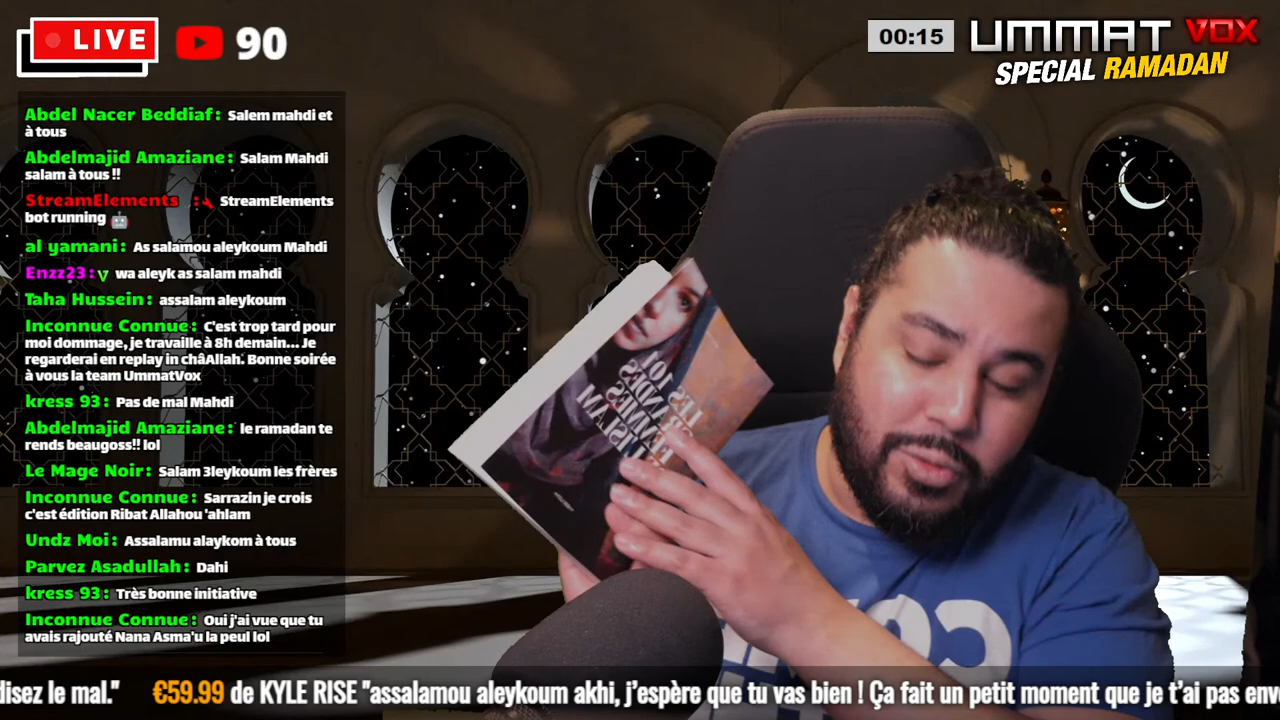 LIVE
90
00:15
UMMAT VOX
SPECIAL RAMADAN
Abdel Nacer Beddiaf: Salem mahdi et
à tous
Abdelmajid Amaziane: Salam Mahdi
salam à tous !!
StreamElements : StreamElements
bot running 🤖
al yamani: As salamou aleykoum Mahdi
Enzz23: wa aleyk as salam mahdi
Taha Hussein: assalam aleykoum
Inconnue Connue: C'est trop tard pour
moi dommage, je travaille à 8h demain... Je
regarderai en replay in châAllah. Bonne soirée
à vous la team UmmatVox
kress 93: Pas de mal Mahdi
Abdelmajid Amaziane: le ramadan te
rends beaugoss!! lol
Le Mage Noir: Salam 3leykoum les frères
Inconnue Connue: Sarrazin je crois
c'est édition Ribat Allahou 'ahlam
Undz Moi: Assalamu alaykom à tous
Parvez Asadullah: Dahi
kress 93: Très bonne initiative
Inconnue Connue: Oui j'ai vue que tu
avais rajouté Nana Asma'u la peul lol
LES 101
GRANDES
FEMMES
ISLAM
disez le mal." €59.99 de KYLE RISE "assalamou aleykoum akhi, j'espère que tu vas bien ! Ça fait un petit moment que je t'ai pas env